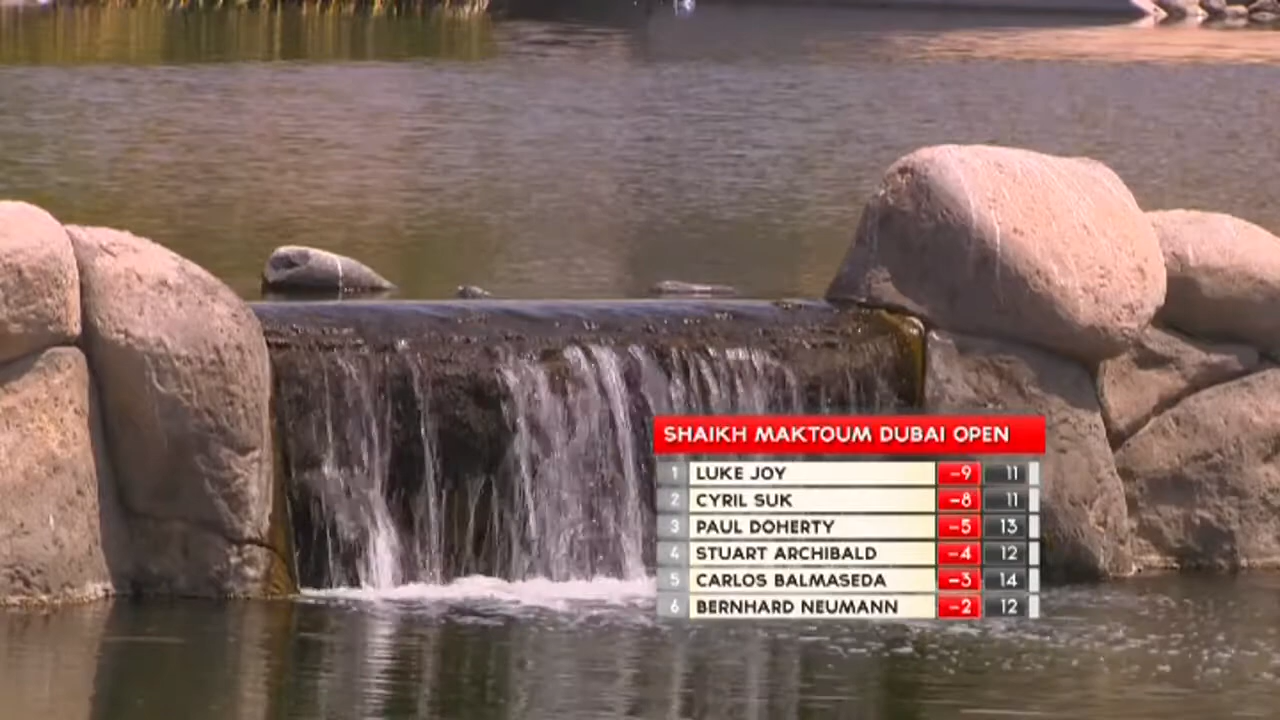 SHAIKH MAKTOUM DUBAI OPEN
1 LUKE JOY -9 11
2 CYRIL SUK -8 11
3 PAUL DOHERTY -5 13
4 STUART ARCHIBALD -4 12
5 CARLOS BALMASEDA -3 14
6 BERNHARD NEUMANN -2 12